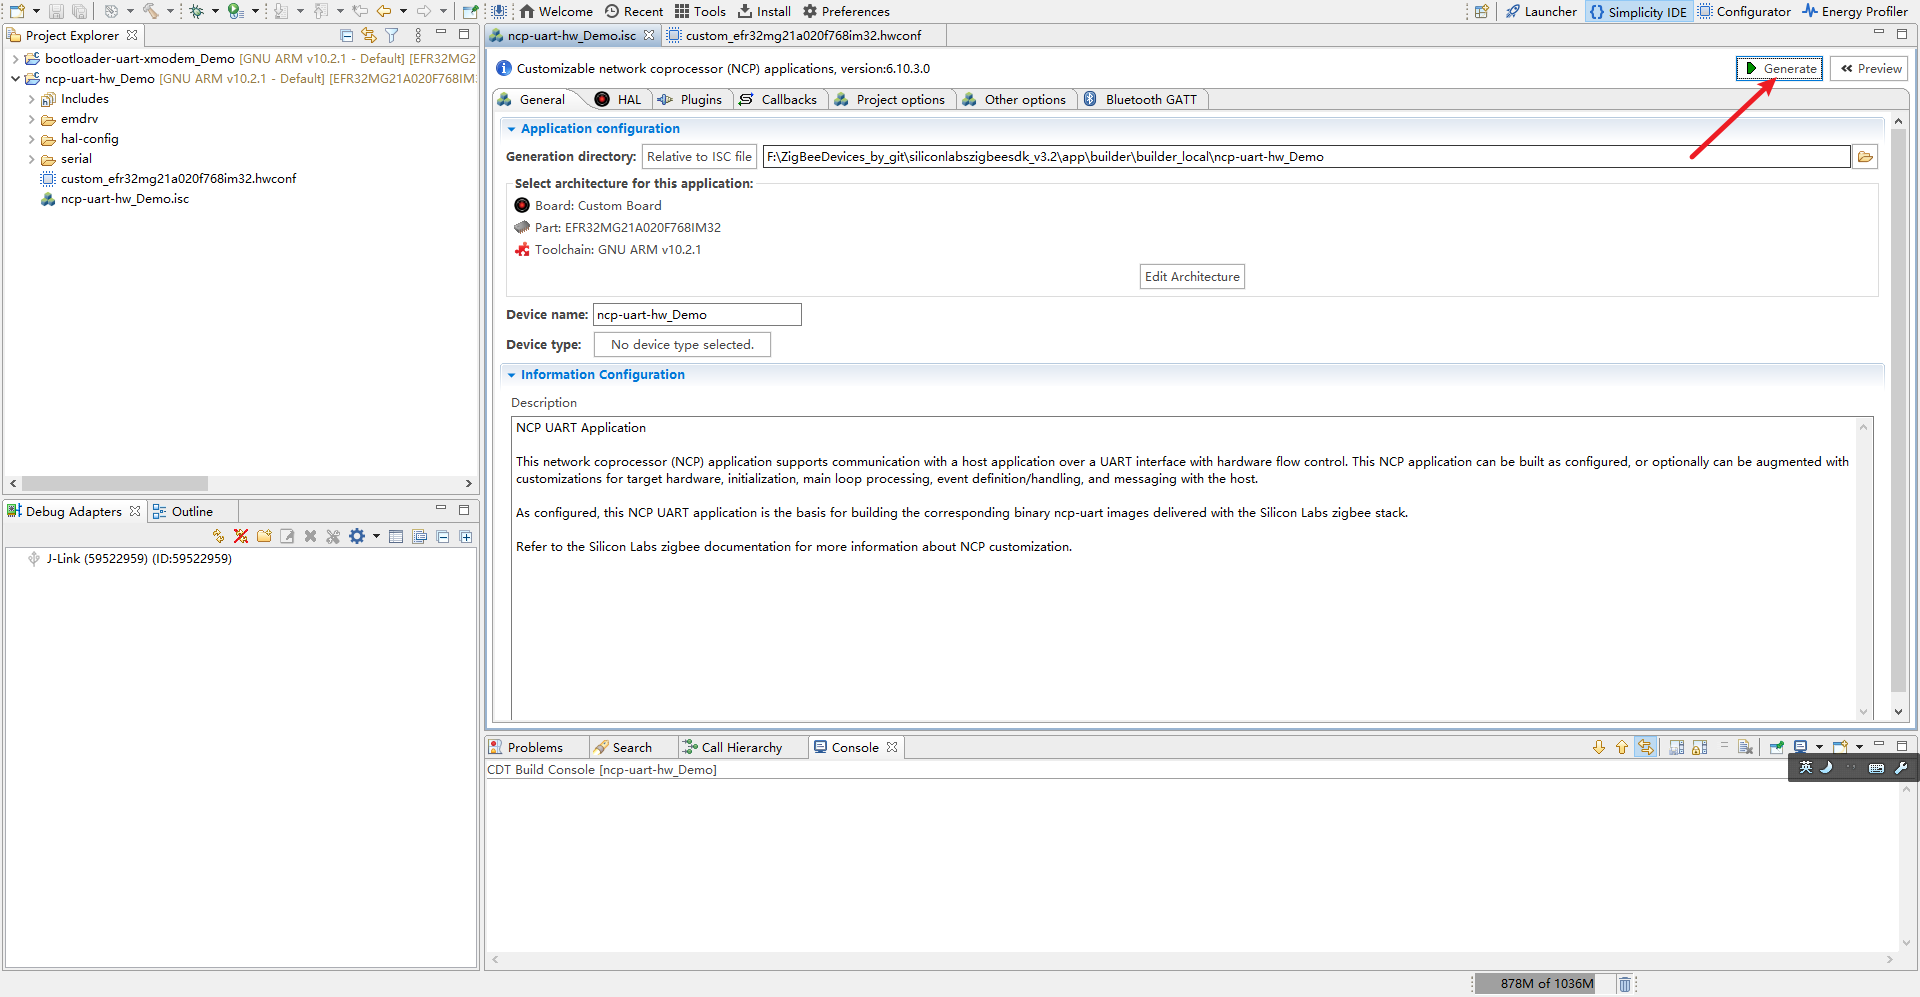 Welcome Recent Tools Install Preferences Launcher Simplicity IDE Configurator Energy Profiler
Project Explorer
bootloader-uart-xmodem_Demo [GNU ARM v10.2.1 - Default] [EFR32MG2
ncp-uart-hw_Demo [GNU ARM v10.2.1 - Default] [EFR32MG21A020F768IM
Includes
emdrv
hal-config
serial
custom_efr32mg21a020f768im32.hwconf
ncp-uart-hw_Demo.isc
Debug Adapters Outline
J-Link (59522959) (ID:59522959)
ncp-uart-hw_Demo.isc custom_efr32mg21a020f768im32.hwconf
Customizable network coprocessor (NCP) applications, version:6.10.3.0
Generate Preview
General HAL Plugins Callbacks Project options Other options Bluetooth GATT
Application configuration
Generation directory: Relative to ISC file F:\ZigBeeDevices_by_git\siliconlabszigbeesdk_v3.2\app\builder\builder_local\ncp-uart-hw_Demo
Select architecture for this application:
Board: Custom Board
Part: EFR32MG21A020F768IM32
Toolchain: GNU ARM v10.2.1
Edit Architecture
Device name: ncp-uart-hw_Demo
Device type: No device type selected.
Information Configuration
Description
NCP UART Application
This network coprocessor (NCP) application supports communication with a host application over a UART interface with hardware flow control. This NCP application can be built as configured, or optionally can be augmented with
customizations for target hardware, initialization, main loop processing, event definition/handling, and messaging with the host.
As configured, this NCP UART application is the basis for building the corresponding binary ncp-uart images delivered with the Silicon Labs zigbee stack.
Refer to the Silicon Labs zigbee documentation for more information about NCP customization.
Problems Search Call Hierarchy Console
CDT Build Console [ncp-uart-hw_Demo]
英
878M of 1036M